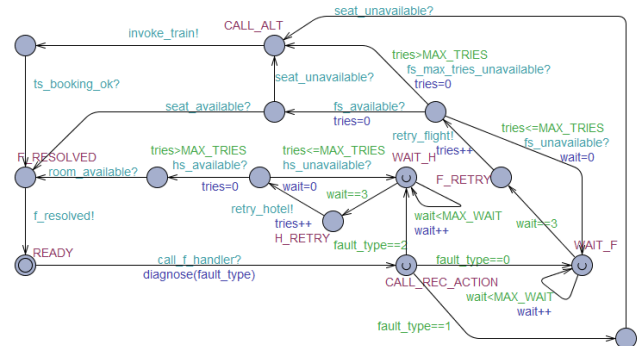 seat_unavailable?
CALL_ALT
invoke_train!
tries>MAX_TRIES
fs_max_tries_unavailable?
tries=0
seat_unavailable?
ts_booking_ok?
seat_available?
fs_available?
tries=0
tries<=MAX_TRIES
fs_unavailable?
wait=0
retry_flight!
tries++
F_RESOLVED
tries>MAX_TRIES
hs_available?
tries=0
tries<=MAX_TRIES
hs_unavailable?
wait=0
WAIT_H
F_RETRY
room_available?
wait==3
retry_hotel!
tries++
H_RETRY
wait<MAX_WAIT
wait++
wait==3
f_resolved!
fault_type==2
READY
call_f_handler?
diagnose(fault_type)
fault_type==0
WAIT_F
CALL_REC_ACTION
wait<MAX_WAIT
wait++
fault_type==1